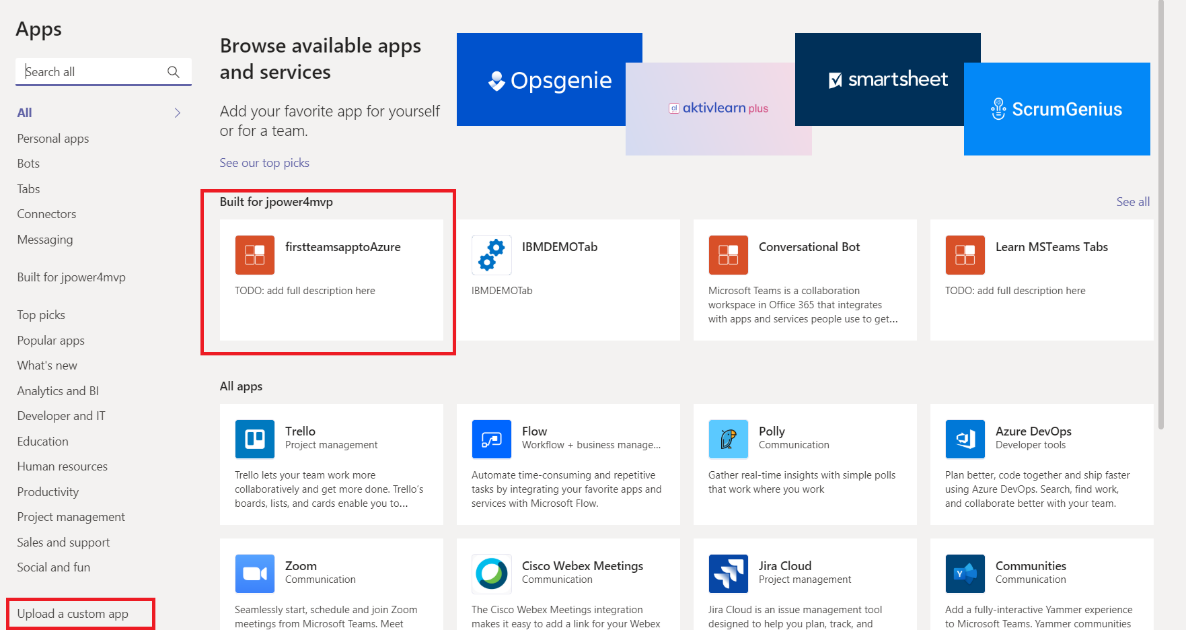 Apps
Search all
All
Personal apps
Bots
Tabs
Connectors
Messaging
Built for jpower4mvp
Top picks
Popular apps
What's new
Analytics and BI
Developer and IT
Education
Human resources
Productivity
Project management
Sales and support
Social and fun
Upload a custom app
Browse available apps
and services
Add your favorite app for yourself
or for a team.
See our top picks
Opsgenie
el aktivlearn plus
smartsheet
ScrumGenius
Built for jpower4mvp
See all
firstteamsapptoAzure
TODO: add full description here
IBMDEMOTab
IBMDEMOTab
Conversational Bot
Microsoft Teams is a collaboration
workspace in Office 365 that integrates
with apps and services people use to get...
Learn MSTeams Tabs
TODO: add full description here
All apps
Trello
Project management
Trello lets your team work more
collaboratively and get more done. Trello's
boards, lists, and cards enable you to...
Flow
Workflow + business manage...
Automate time-consuming and repetitive
tasks by integrating your favorite apps and
services with Microsoft Flow.
Polly
Communication
Gather real-time insights with simple polls
that work where you work
Azure DevOps
Developer tools
Plan better, code together and ship faster
using Azure DevOps. Search, find work,
and collaborate better with your team.
Zoom
Communication
Seamlessly start, schedule and join Zoom
meetings from Microsoft Teams. Meet
Cisco Webex Meetings
Communication
The Cisco Webex Meetings integration
makes it easy to add a link for your Webex
Jira Cloud
Project management
Jira Cloud is an issue management tool
designed to help you plan, track, and
Communities
Communication
Add a fully-interactive Yammer experience
to Microsoft Teams. Yammer communities